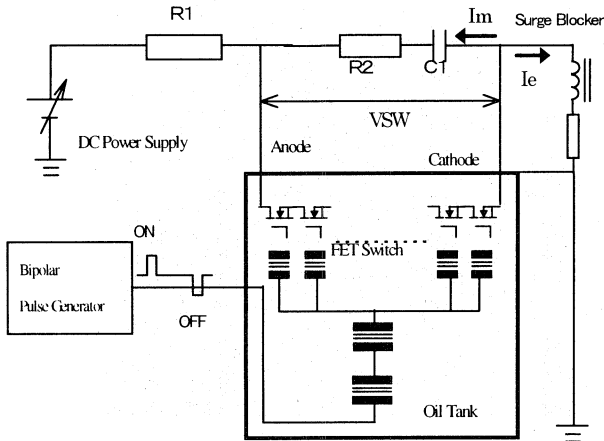 R1
Im
Surge Blocker
R2
C1
Ie
VSW
DC Power Supply
Anode
Cathode
ON
FET Switch
Bipolar
Pulse Generator
OFF
Oil Tank